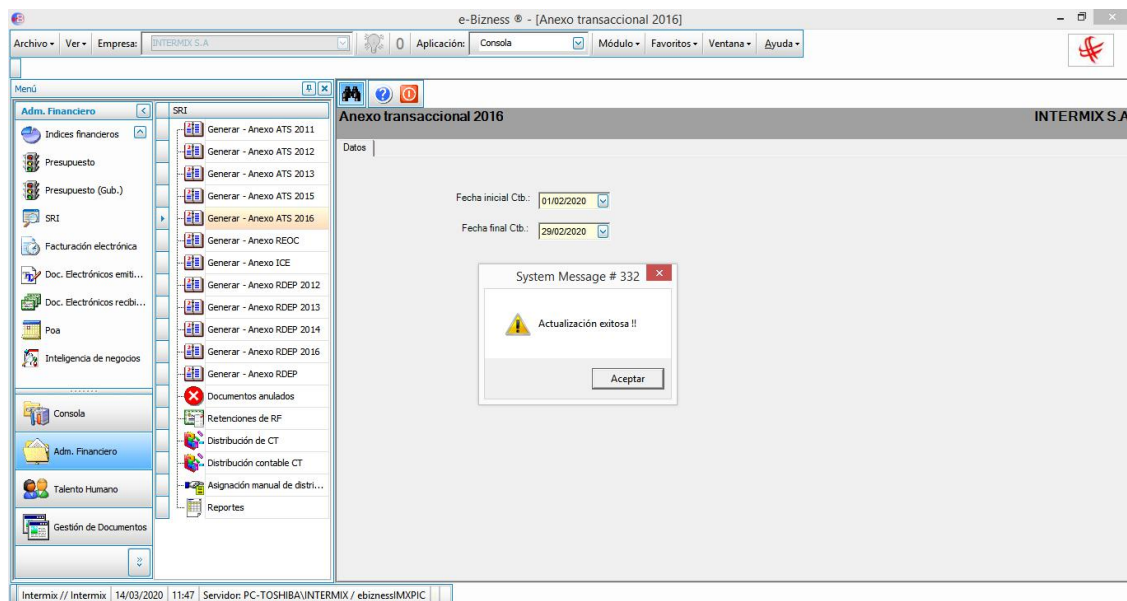 e-Bizness ® - [Anexo transaccional 2016]
Archivo Ver Empresa: INTERMIX S.A 0 Aplicación: Consola Módulo Favoritos Ventana Ayuda
Menú
Adm. Financiero
Indices financieros
Presupuesto
Presupuesto (Gub.)
SRI
Facturación electrónica
Doc. Electrónicos emiti...
Doc. Electrónicos recibi...
Poa
Inteligencia de negocios
Consola
Adm. Financiero
Talento Humano
Gestión de Documentos
SRI
Generar - Anexo ATS 2011
Generar - Anexo ATS 2012
Generar - Anexo ATS 2013
Generar - Anexo ATS 2015
Generar - Anexo ATS 2016
Generar - Anexo REOC
Generar - Anexo ICE
Generar - Anexo RDEP 2012
Generar - Anexo RDEP 2013
Generar - Anexo RDEP 2014
Generar - Anexo RDEP 2016
Generar - Anexo RDEP
Documentos anulados
Retenciones de RF
Distribución de CT
Distribución contable CT
Asignación manual de distri...
Reportes
Anexo transaccional 2016 INTERMIX S.A
Datos
Fecha inicial Ctb.: 01/02/2020
Fecha final Ctb.: 29/02/2020
System Message # 332
Actualización exitosa !!
Aceptar
Intermix // Intermix 14/03/2020 11:47 Servidor: PC-TOSHIBA\INTERMIX / ebiznessIMXPIC